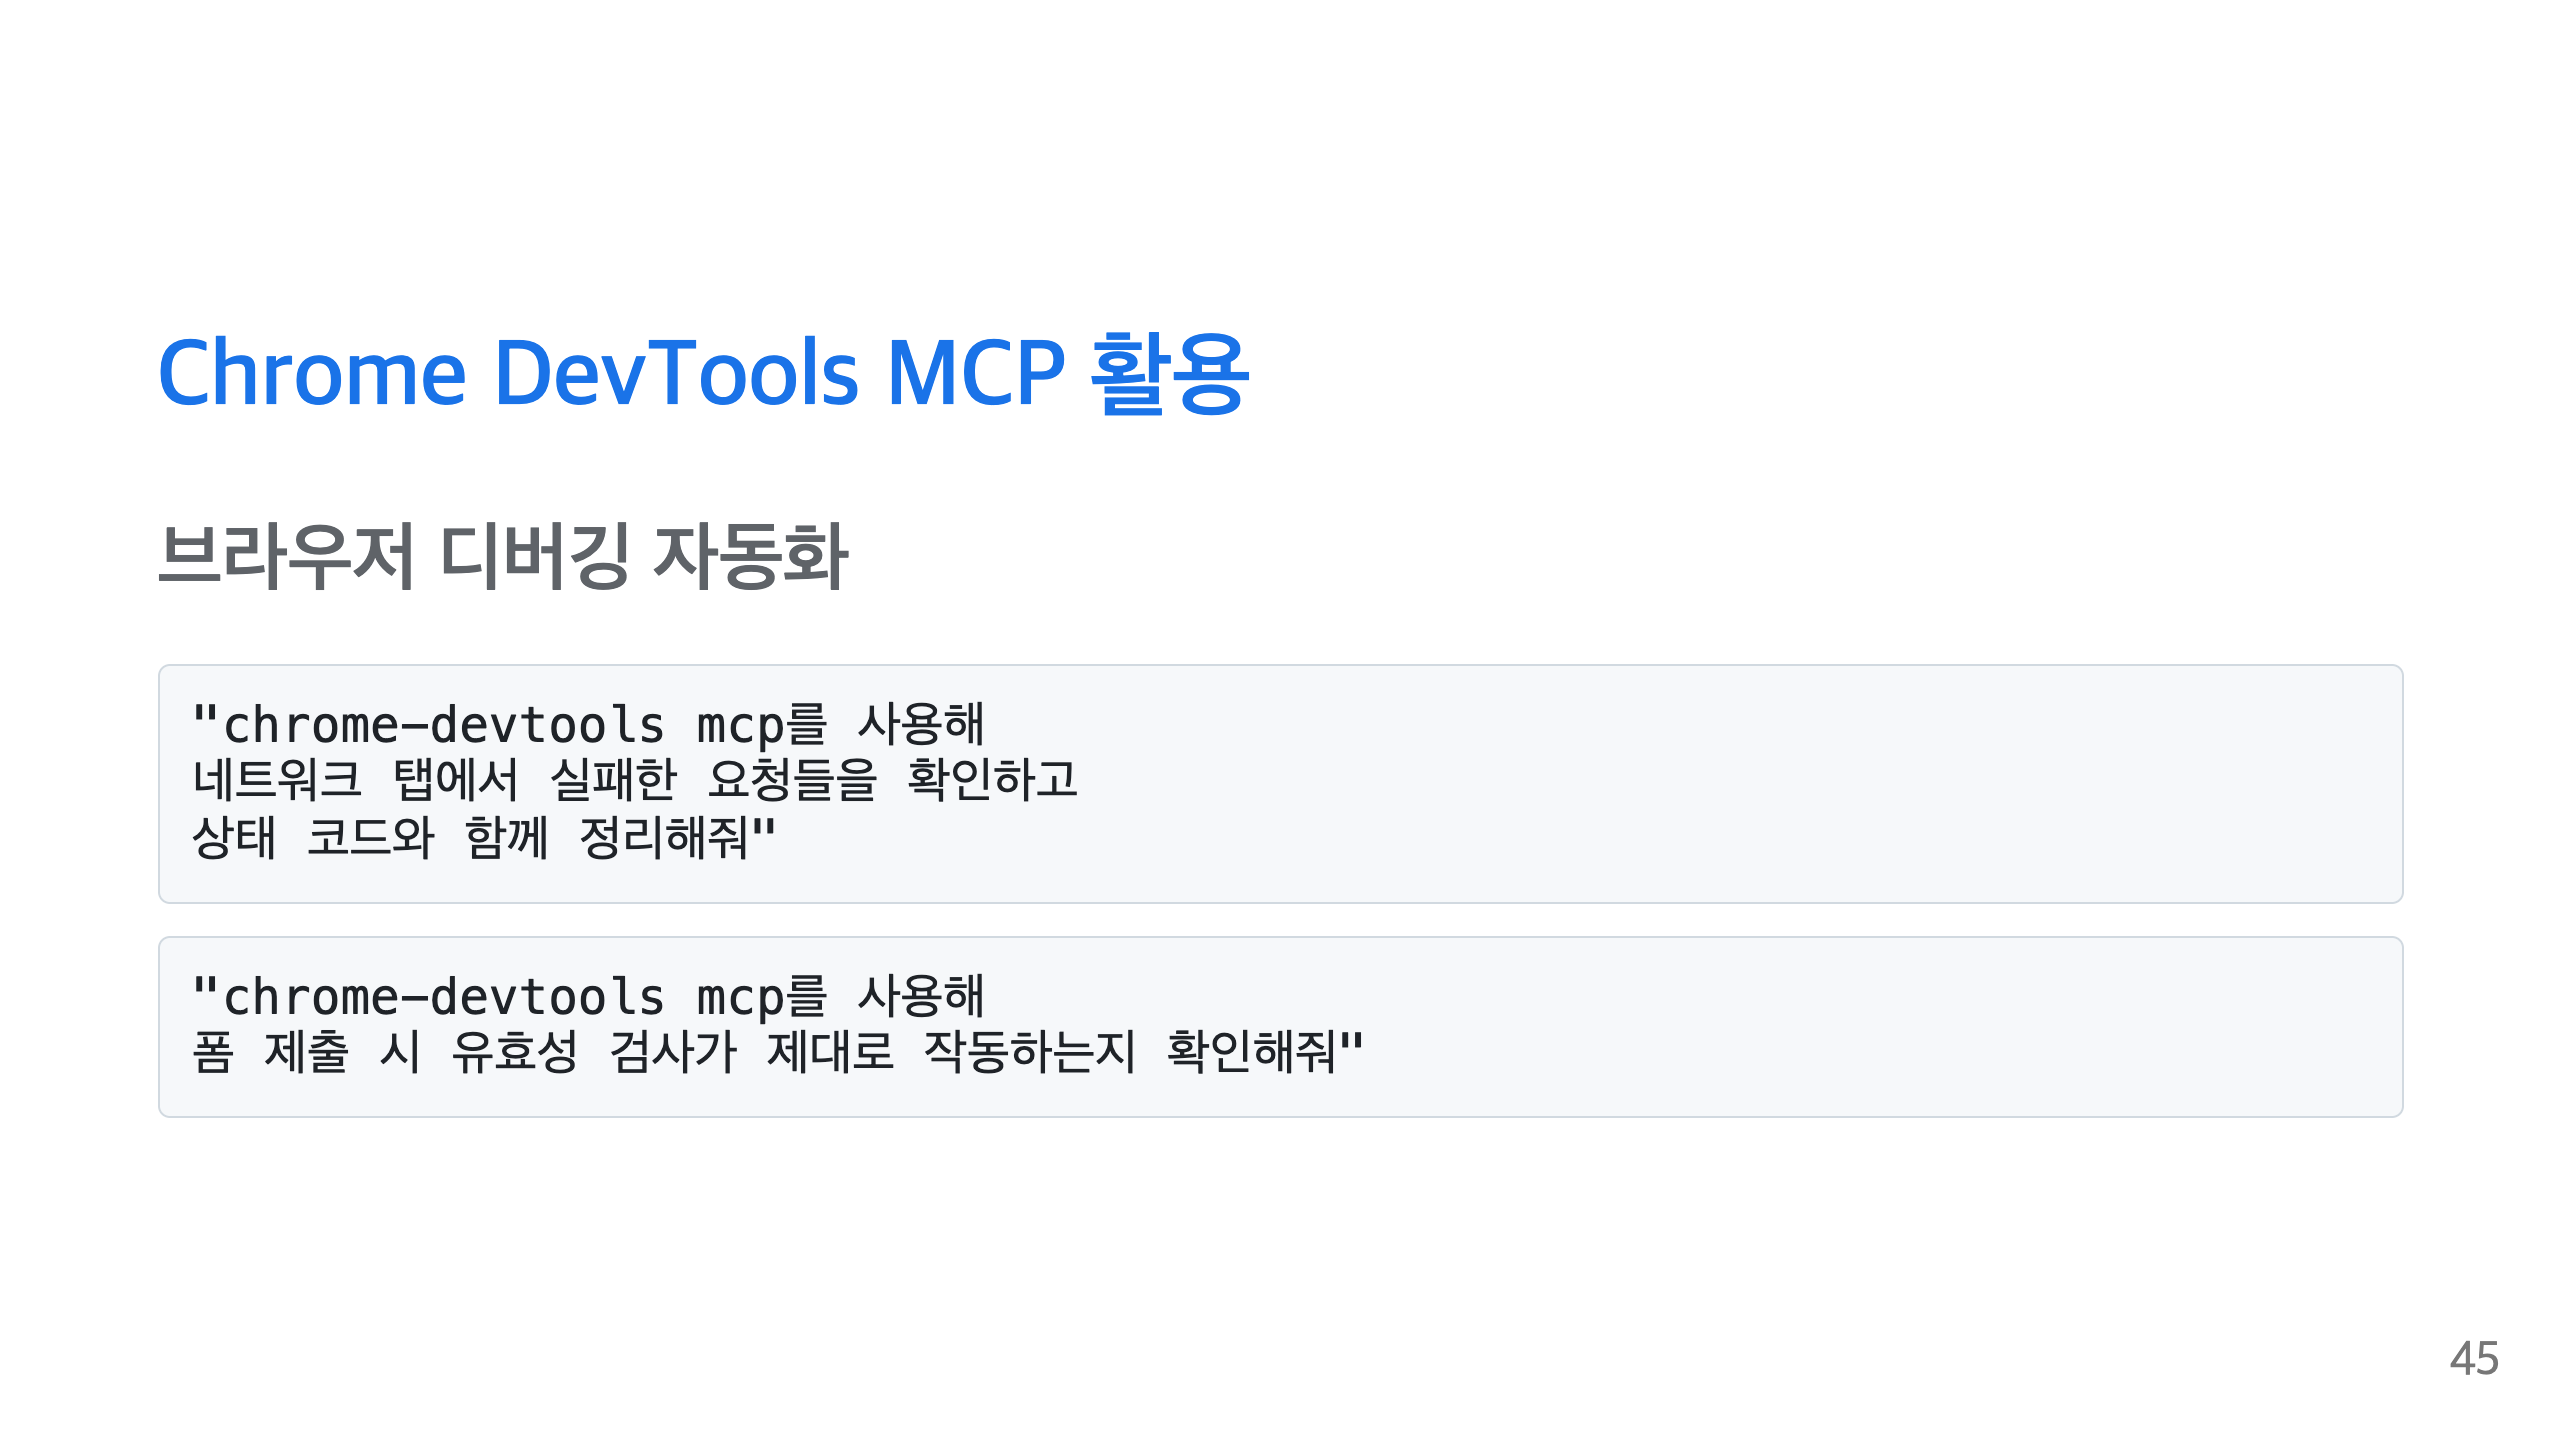 Chrome DevTools MCP 활용
브라우저 디버깅 자동화
"chrome-devtools mcp를 사용해
네트워크 탭에서 실패한 요청들을 확인하고
상태 코드와 함께 정리해줘"
"chrome-devtools mcp를 사용해
폼 제출 시 유효성 검사가 제대로 작동하는지 확인해줘"
45